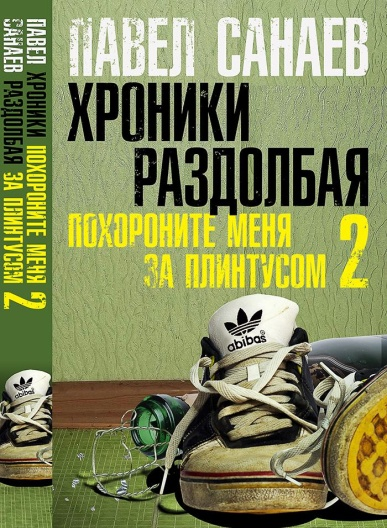 ПАВЕЛ САНАЕВ
ХРОНИКИ
РАЗДОЛБАЯ
ПОХОРОНИТЕ МЕНЯ
ЗА ПЛИНТУСОМ 2
abibas
ПАВЕЛ САНАЕВ
ХРОНИКИ РАЗДОЛБАЯ
ПОХОРОНИТЕ МЕНЯ ЗА ПЛИНТУСОМ 2